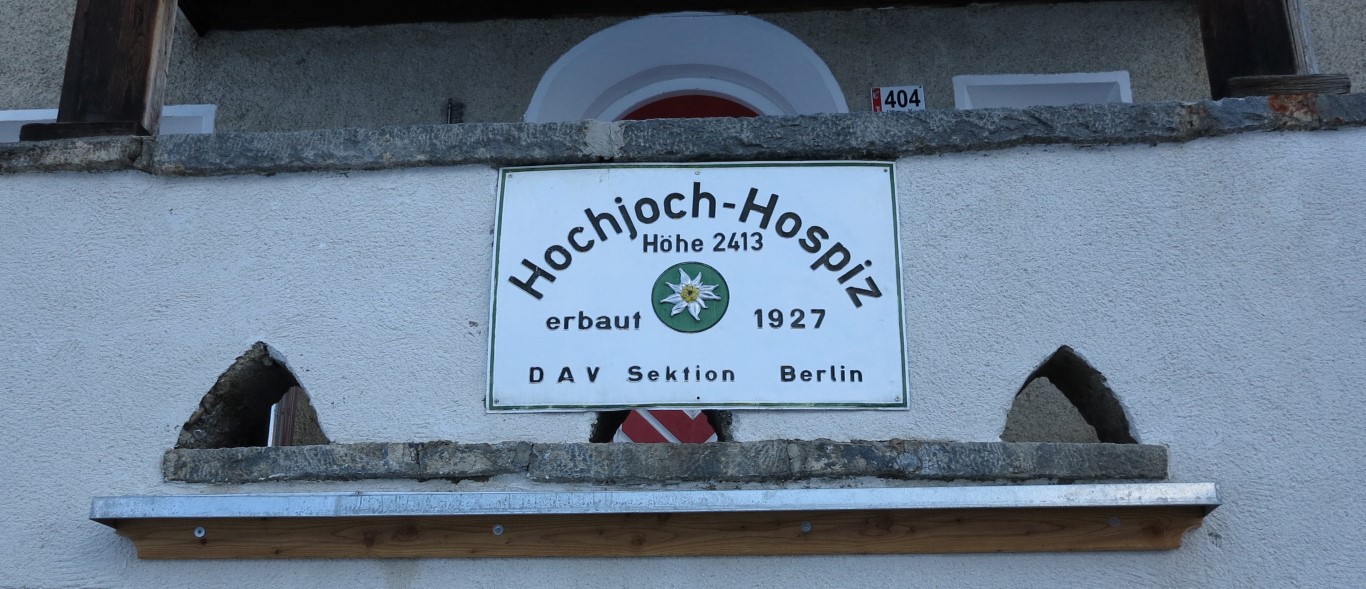 404
Hochjoch-Hospiz
Höhe 2413
erbaut 1927
DAV Sektion Berlin